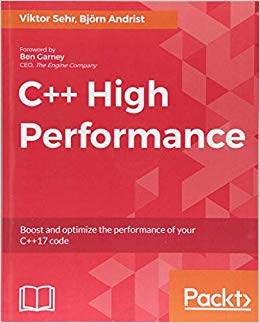 Viktor Sehr, Björn Andrist
Foreword by
Ben Garney
CEO, The Engine Company
C++ High
Performance
Boost and optimize the performance of your
C++17 code
Packt>